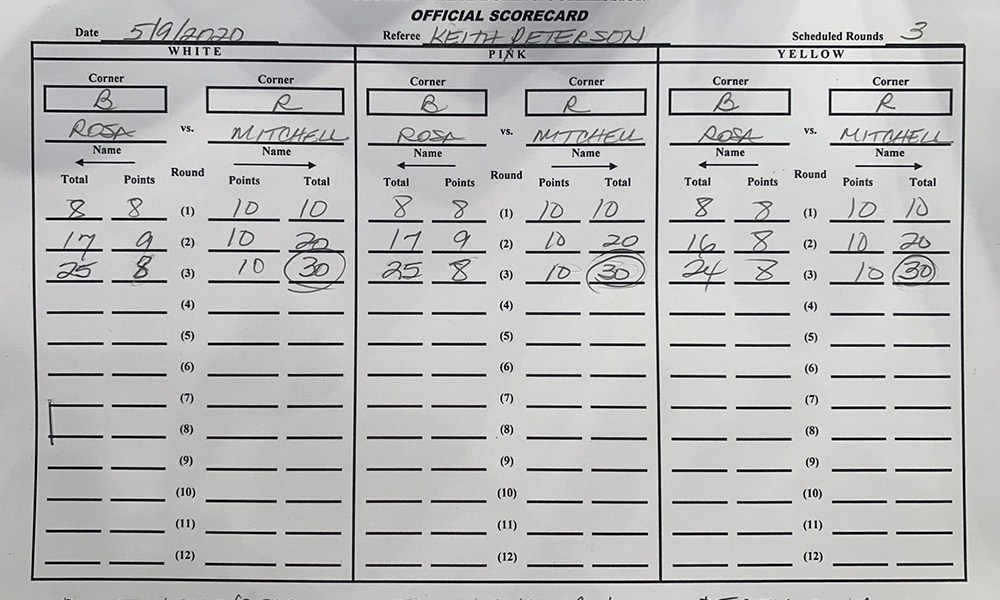 OFFICIAL SCORECARD
Date 5/9/2020 Referee KEITH PETERSON Scheduled Rounds 3
WHITE PINK YELLOW
Corner Corner Corner Corner Corner Corner
B R B R B R
ROSA vs. MITCHELL ROSA vs. MITCHELL ROSA vs. MITCHELL
Name Name Name Name Name Name
Total Points Round Points Total Total Points Round Points Total Total Points Round Points Total
8 8 (1) 10 10 8 8 (1) 10 10 8 8 (1) 10 10
17 9 (2) 10 20 17 9 (2) 10 20 16 8 (2) 10 20
25 8 (3) 10 30 25 8 (3) 10 30 24 8 (3) 10 30
(4) (4) (4)
(5) (5) (5)
(6) (6) (6)
(7) (7) (7)
(8) (8) (8)
(9) (9) (9)
(10) (10) (10)
(11) (11) (11)
(12) (12) (12)